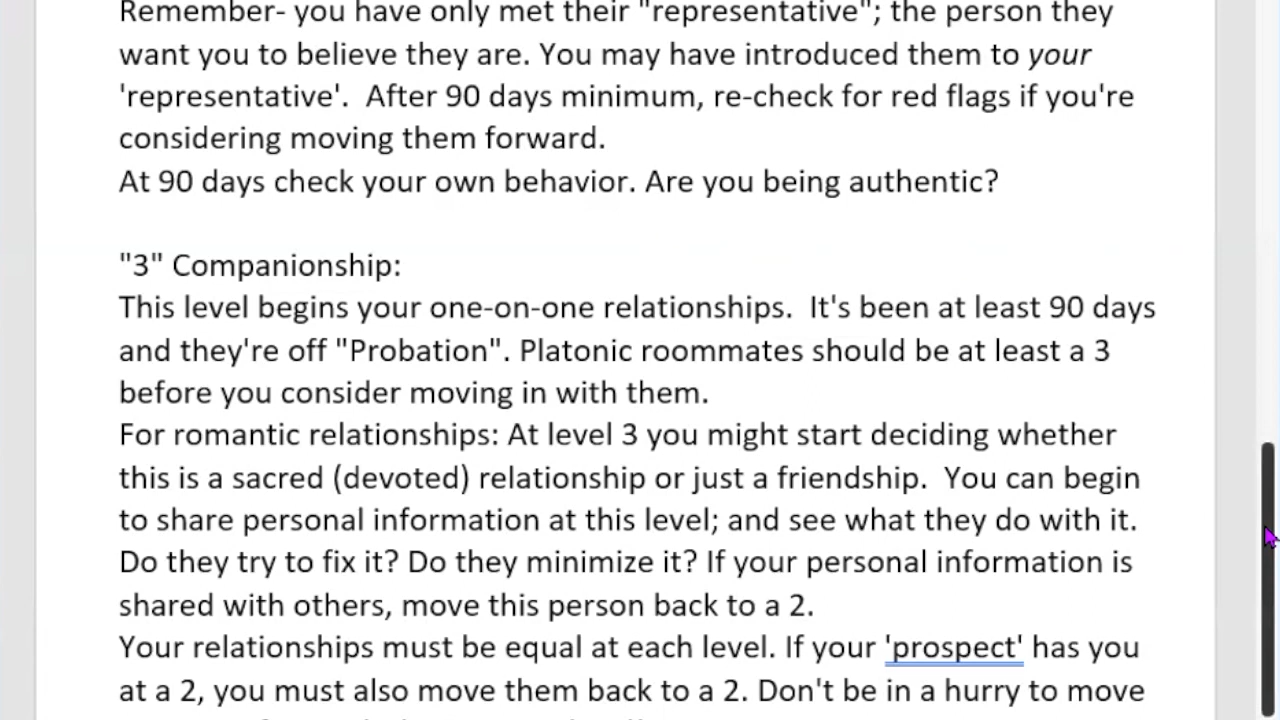 Remember- you have only met their "representative"; the person they
want you to believe they are. You may have introduced them to your
'representative'.  After 90 days minimum, re-check for red flags if you're
considering moving them forward.
At 90 days check your own behavior. Are you being authentic?
"3" Companionship:
This level begins your one-on-one relationships.  It's been at least 90 days
and they're off "Probation". Platonic roommates should be at least a 3
before you consider moving in with them.
For romantic relationships: At level 3 you might start deciding whether
this is a sacred (devoted) relationship or just a friendship.  You can begin
to share personal information at this level; and see what they do with it.
Do they try to fix it? Do they minimize it? If your personal information is
shared with others, move this person back to a 2.
Your relationships must be equal at each level. If your 'prospect' has you
at a 2, you must also move them back to a 2. Don't be in a hurry to move